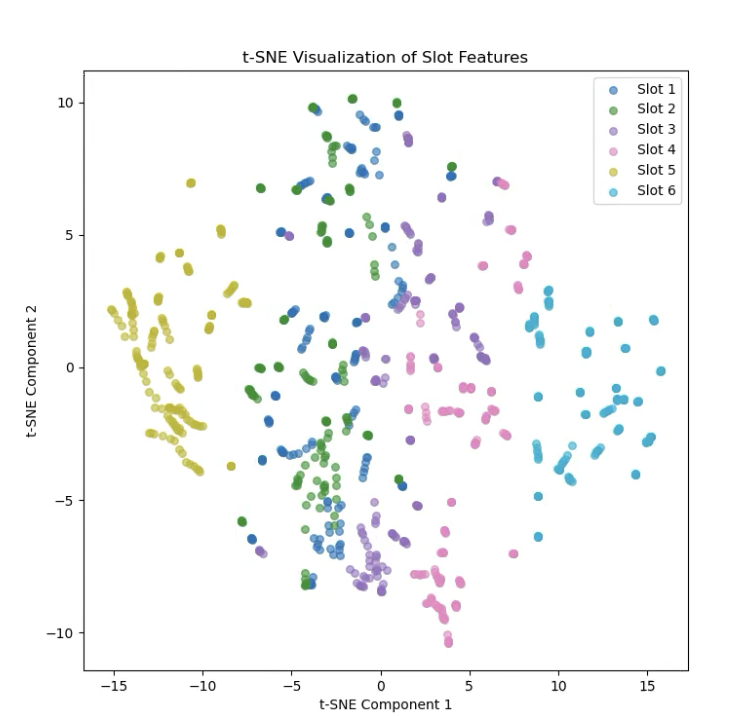 t-SNE Visualization of Slot Features
Slot 1
Slot 2
Slot 3
Slot 4
Slot 5
Slot 6
t-SNE Component 2
10
5
0
−5
−10
−15
−10
−5
0
5
10
15
t-SNE Component 1